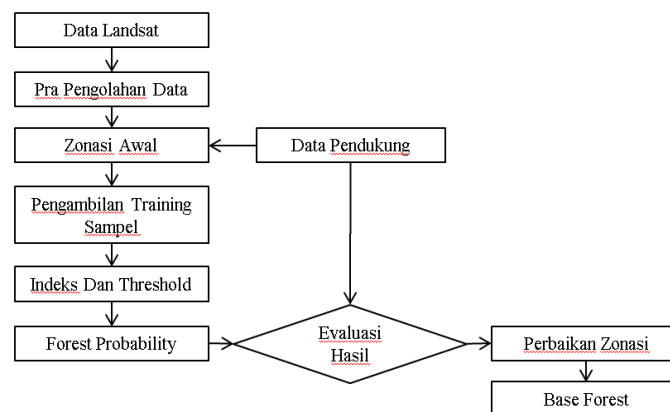 Data Landsat
Pra Pengolahan Data
Zonasi Awal
Data Pendukung
Pengambilan Training
Sampel
Indeks Dan Threshold
Forest Probability
Evaluasi
Hasil
Perbaikan Zonasi
Base Forest